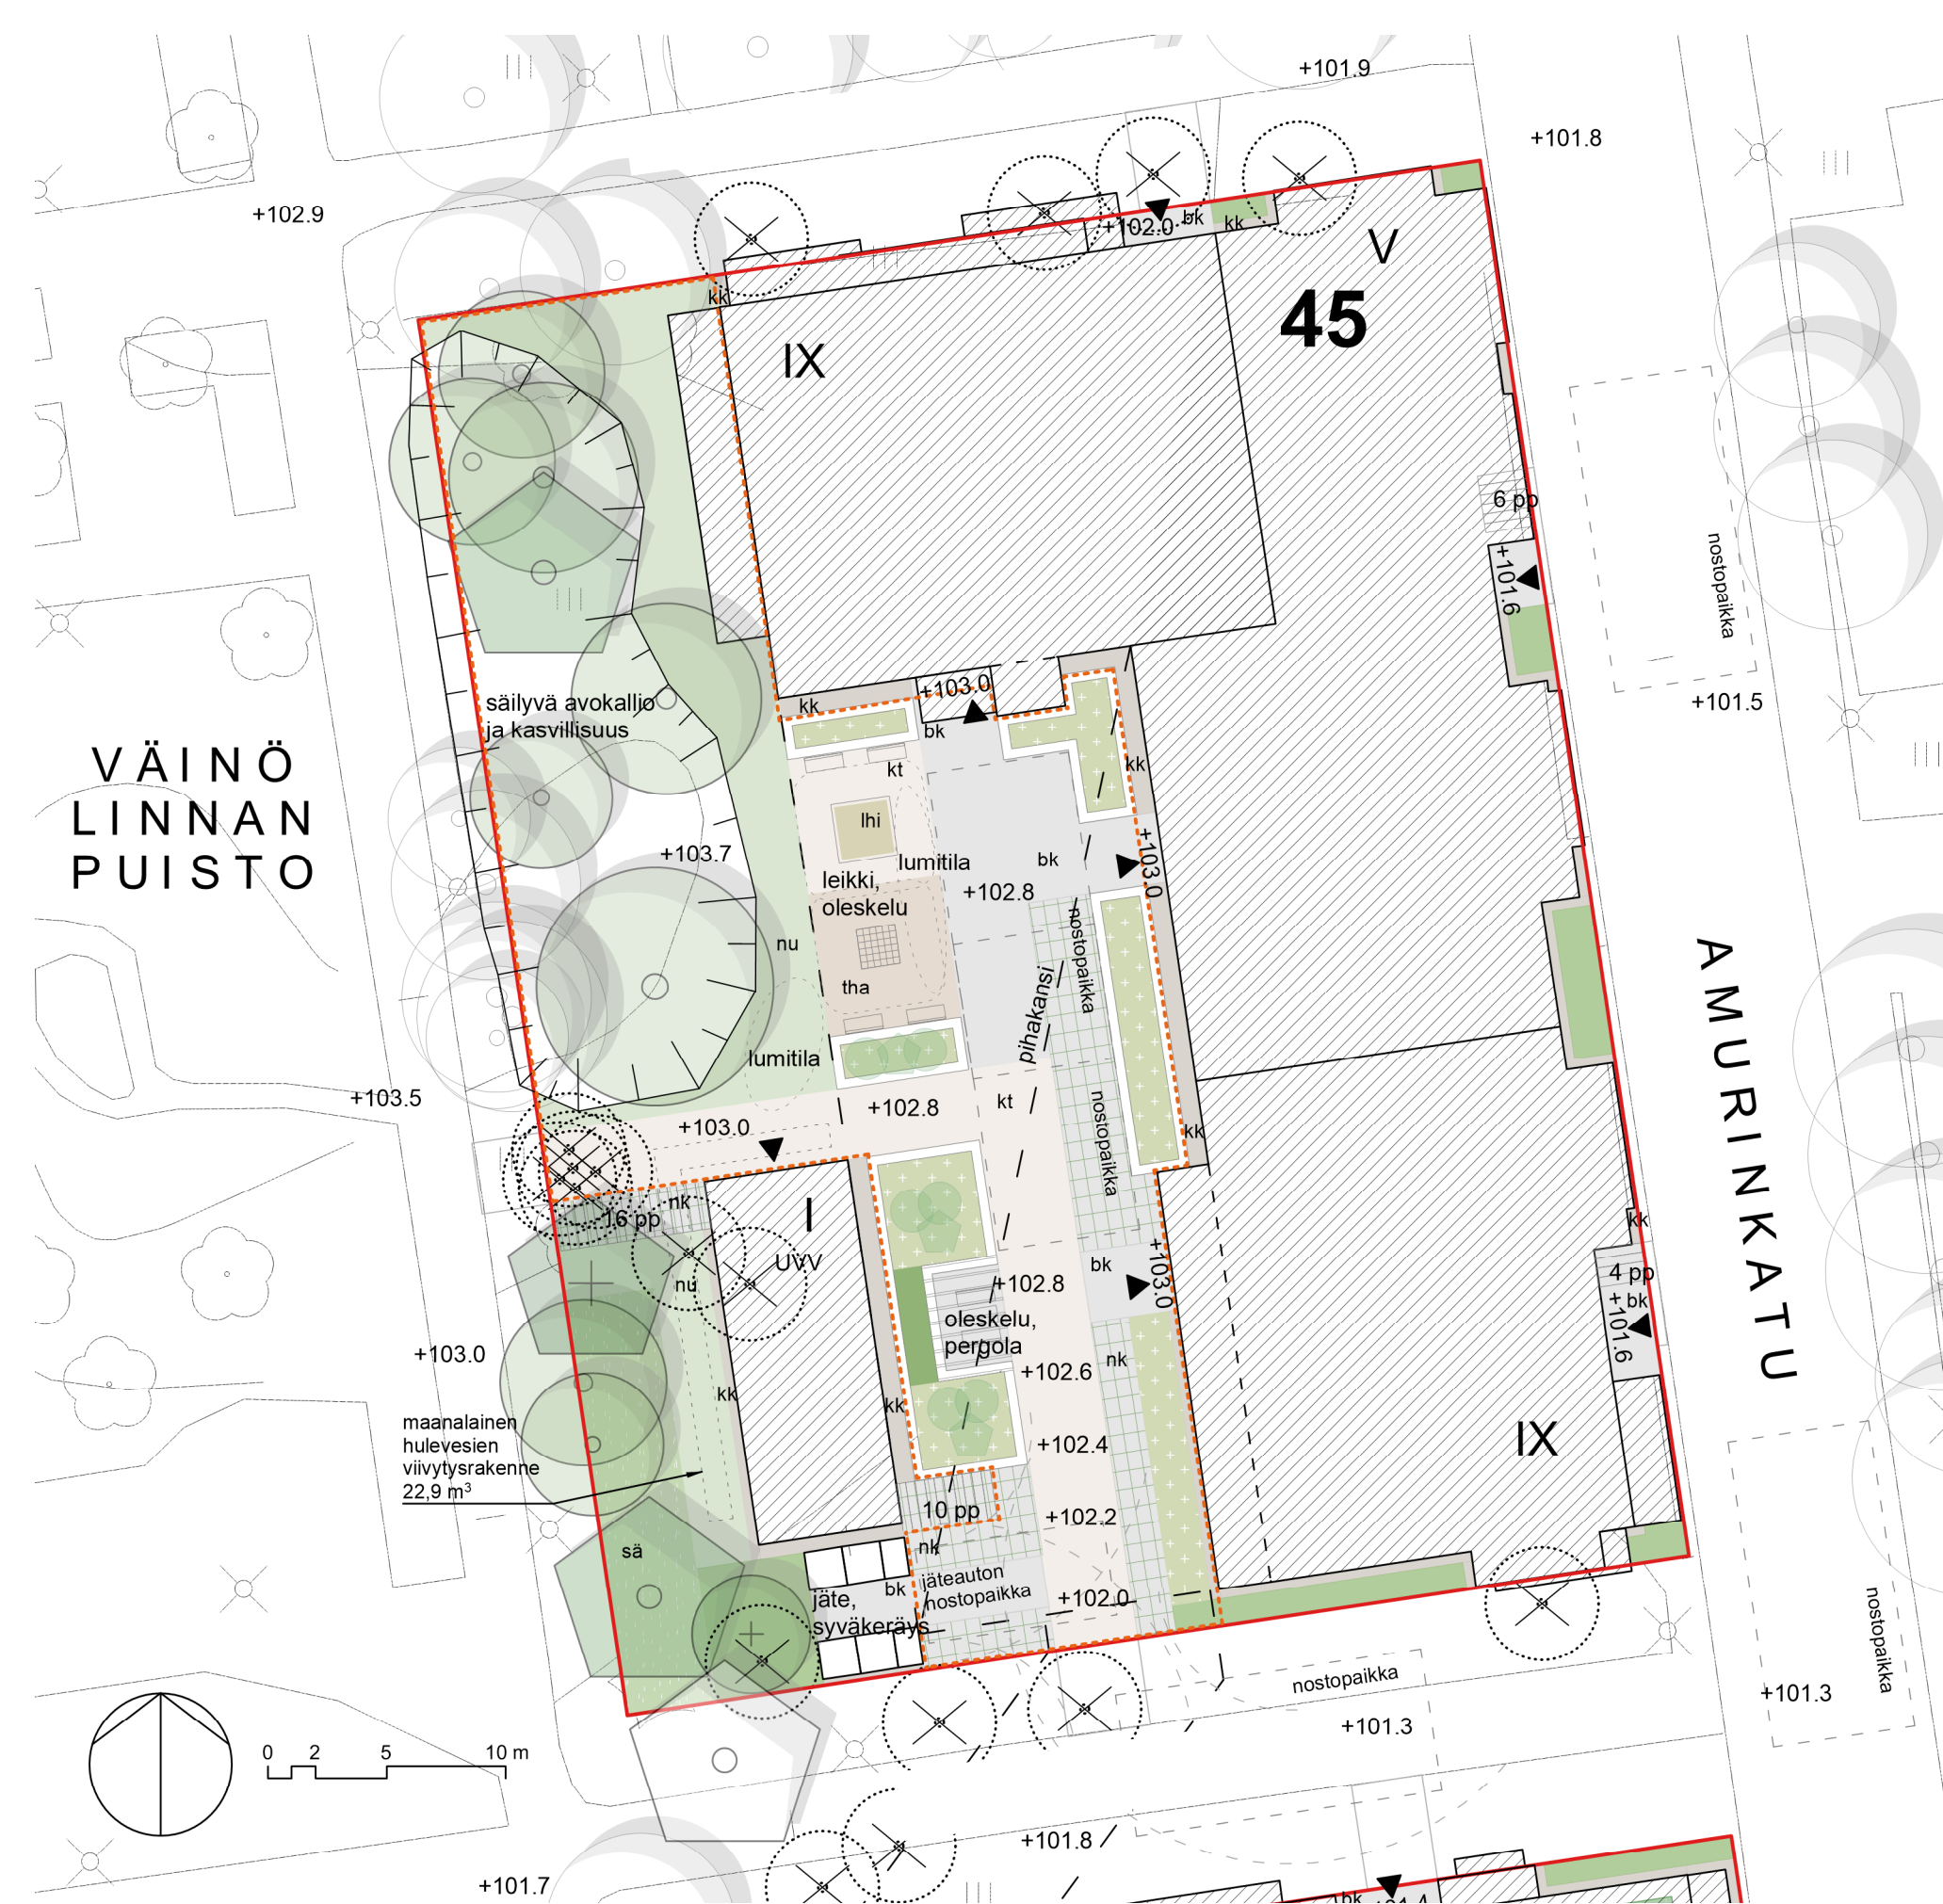 +101.9
+101.8
+102.9
+102.0
bk
kk
V
45
kk
IX
6 pp
+101.6
nostopaikka
+103.0
säilyvä avokallio
ja kasvillisuus
kk
bk
+101.5
VÄINÖ
LINNAN
PUISTO
kt
kk
lhi
+103.7
lumitila
bk
+103.0
leikki,
oleskelu
+102.8
nostopaikka
nu
tha
pihakansi
AMURINKATU
lumitila
+103.5
+102.8
kt
nostopaikka
+103.0
kk
nk
16 pp
I
UVV
kk
nu
+102.8
bk
+103.0
4 pp
bk
+101.6
oleskelu,
pergola
+103.0
nk
+102.6
kk
kk
maanalainen
hulevesien
viivytysrakenne
22,9 m³
+102.4
IX
10 pp
+102.2
sä
nk
jäteauton
nostopaikka
bk
jäte,
syväkeräys
+102.0
nostopaikka
nostopaikka
+101.3
+101.3
0 2 5 10 m
+101.8
+101.7
bk